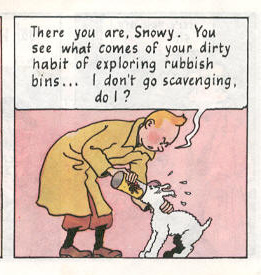 There you are, Snowy. You
see what comes of your dirty
habit of exploring rubbish
bins... I don't go scavenging,
do I?